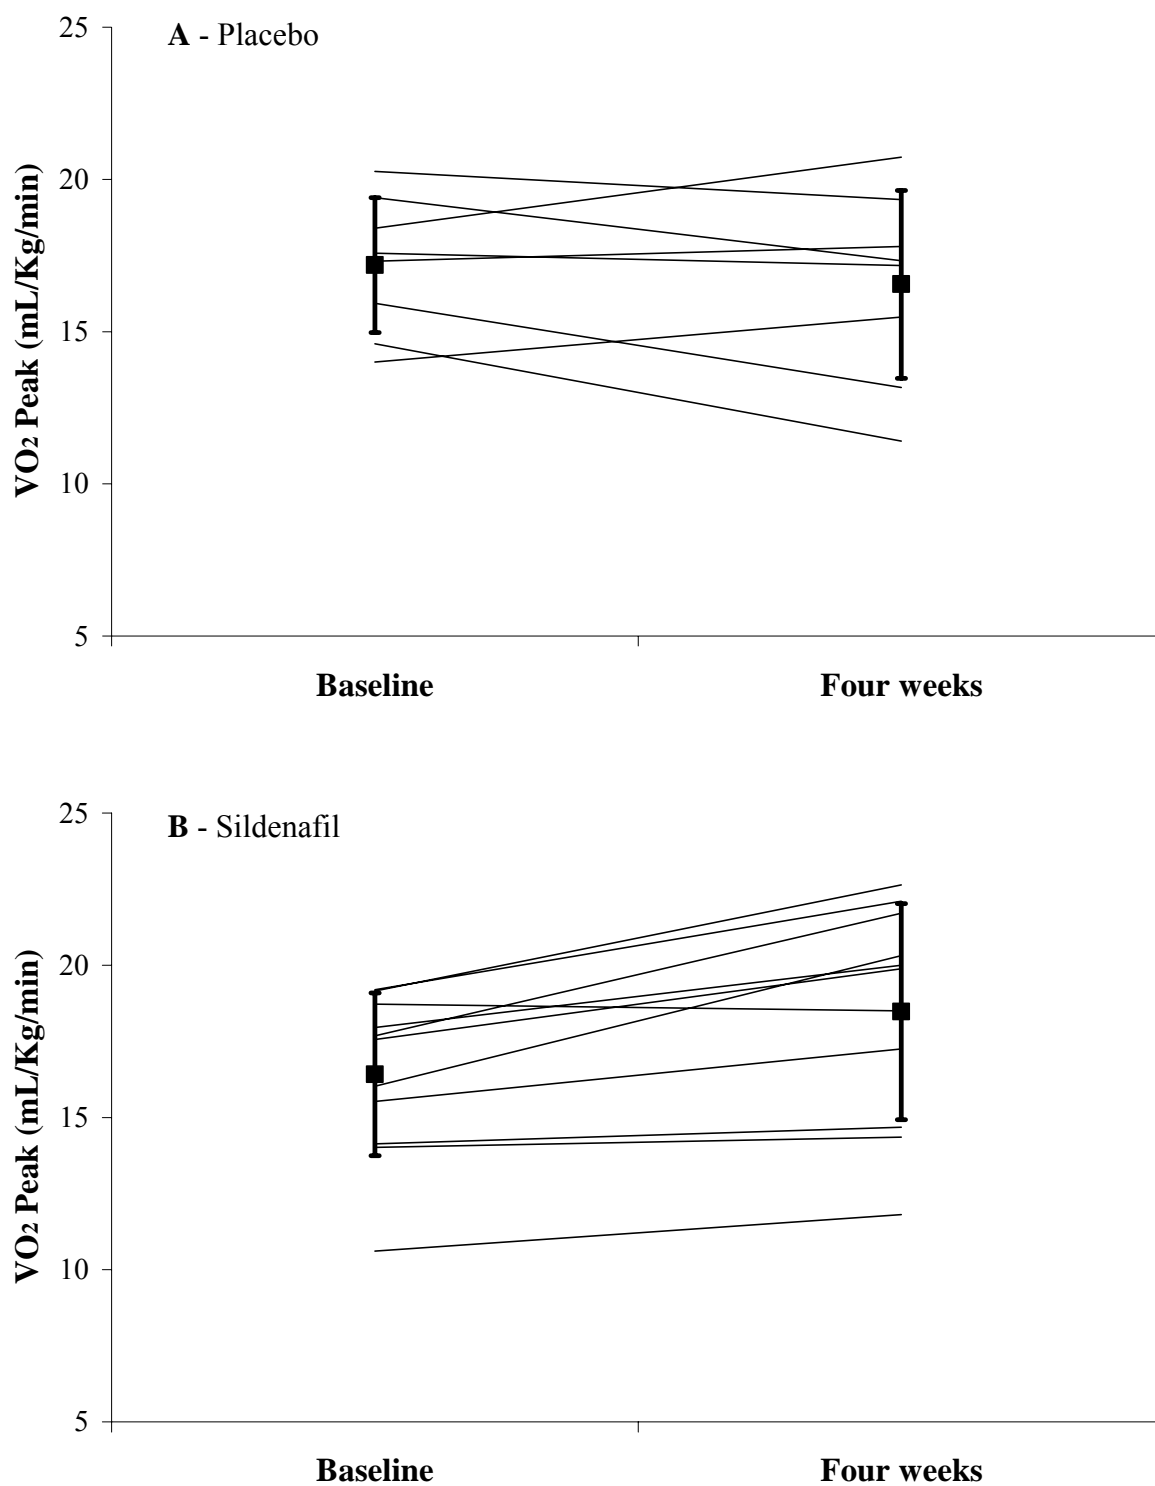 A - Placebo
VO2 Peak (mL/Kg/min)
25
20
15
10
5
Baseline Four weeks
B - Sildenafil
VO2 Peak (mL/Kg/min)
25
20
15
10
5
Baseline Four weeks